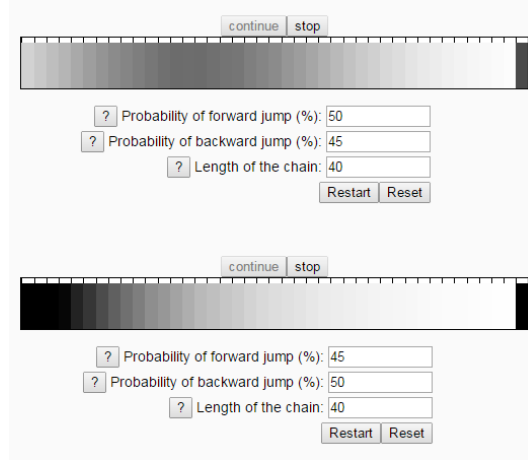 continue stop
? Probability of forward jump (%): 50
? Probability of backward jump (%): 45
? Length of the chain: 40
Restart Reset
continue stop
? Probability of forward jump (%): 45
? Probability of backward jump (%): 50
? Length of the chain: 40
Restart Reset